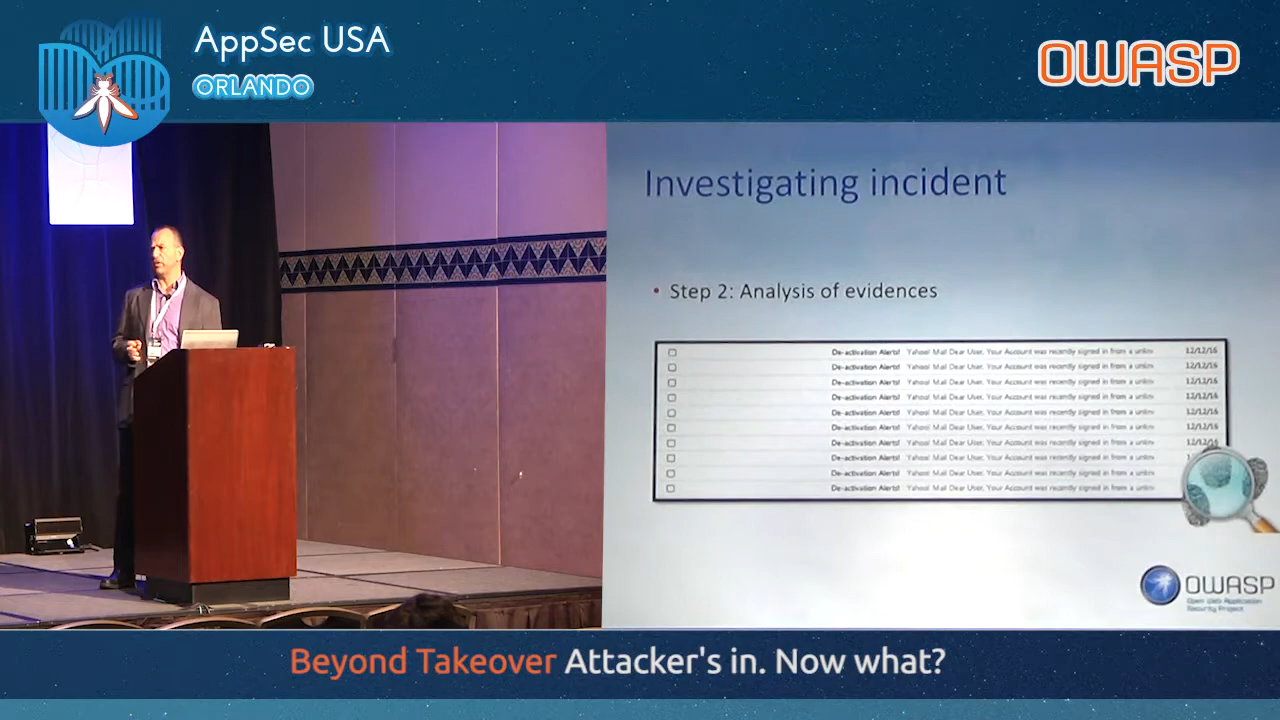 AppSec USA
ORLANDO
OWASP
Investigating incident
• Step 2: Analysis of evidences
De-activation Alerts! Yahoo! Mail Dear User, Your Account was recently signed in from a unkn 12/12/16
De-activation Alerts! Yahoo! Mail Dear User, Your Account was recently signed in from a unkn 12/12/16
De-activation Alerts! Yahoo! Mail Dear User, Your Account was recently signed in from a unkn 12/12/16
De-activation Alerts! Yahoo! Mail Dear User, Your Account was recently signed in from a unkn 12/12/16
De-activation Alerts! Yahoo! Mail Dear User, Your Account was recently signed in from a unkn 12/12/16
De-activation Alerts! Yahoo! Mail Dear User, Your Account was recently signed in from a unkn 12/12/16
De-activation Alerts! Yahoo! Mail Dear User, Your Account was recently signed in from a unkn 12/12/16
De-activation Alerts! Yahoo! Mail Dear User, Your Account was recently signed in from a unkn
De-activation Alerts! Yahoo! Mail Dear User, Your Account was recently signed in from a unkn
De-activation Alerts! Yahoo! Mail Dear User, Your Account was recently signed in from a unkn
OWASP
Open Web Application
Security Project
Beyond Takeover Attacker's in. Now what?